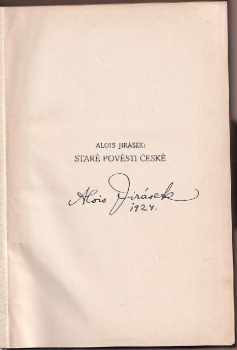 ALOIS JIRÁSEK:
STARÉ POVĚSTI ČESKÉ
Alois Jirásek
1924.